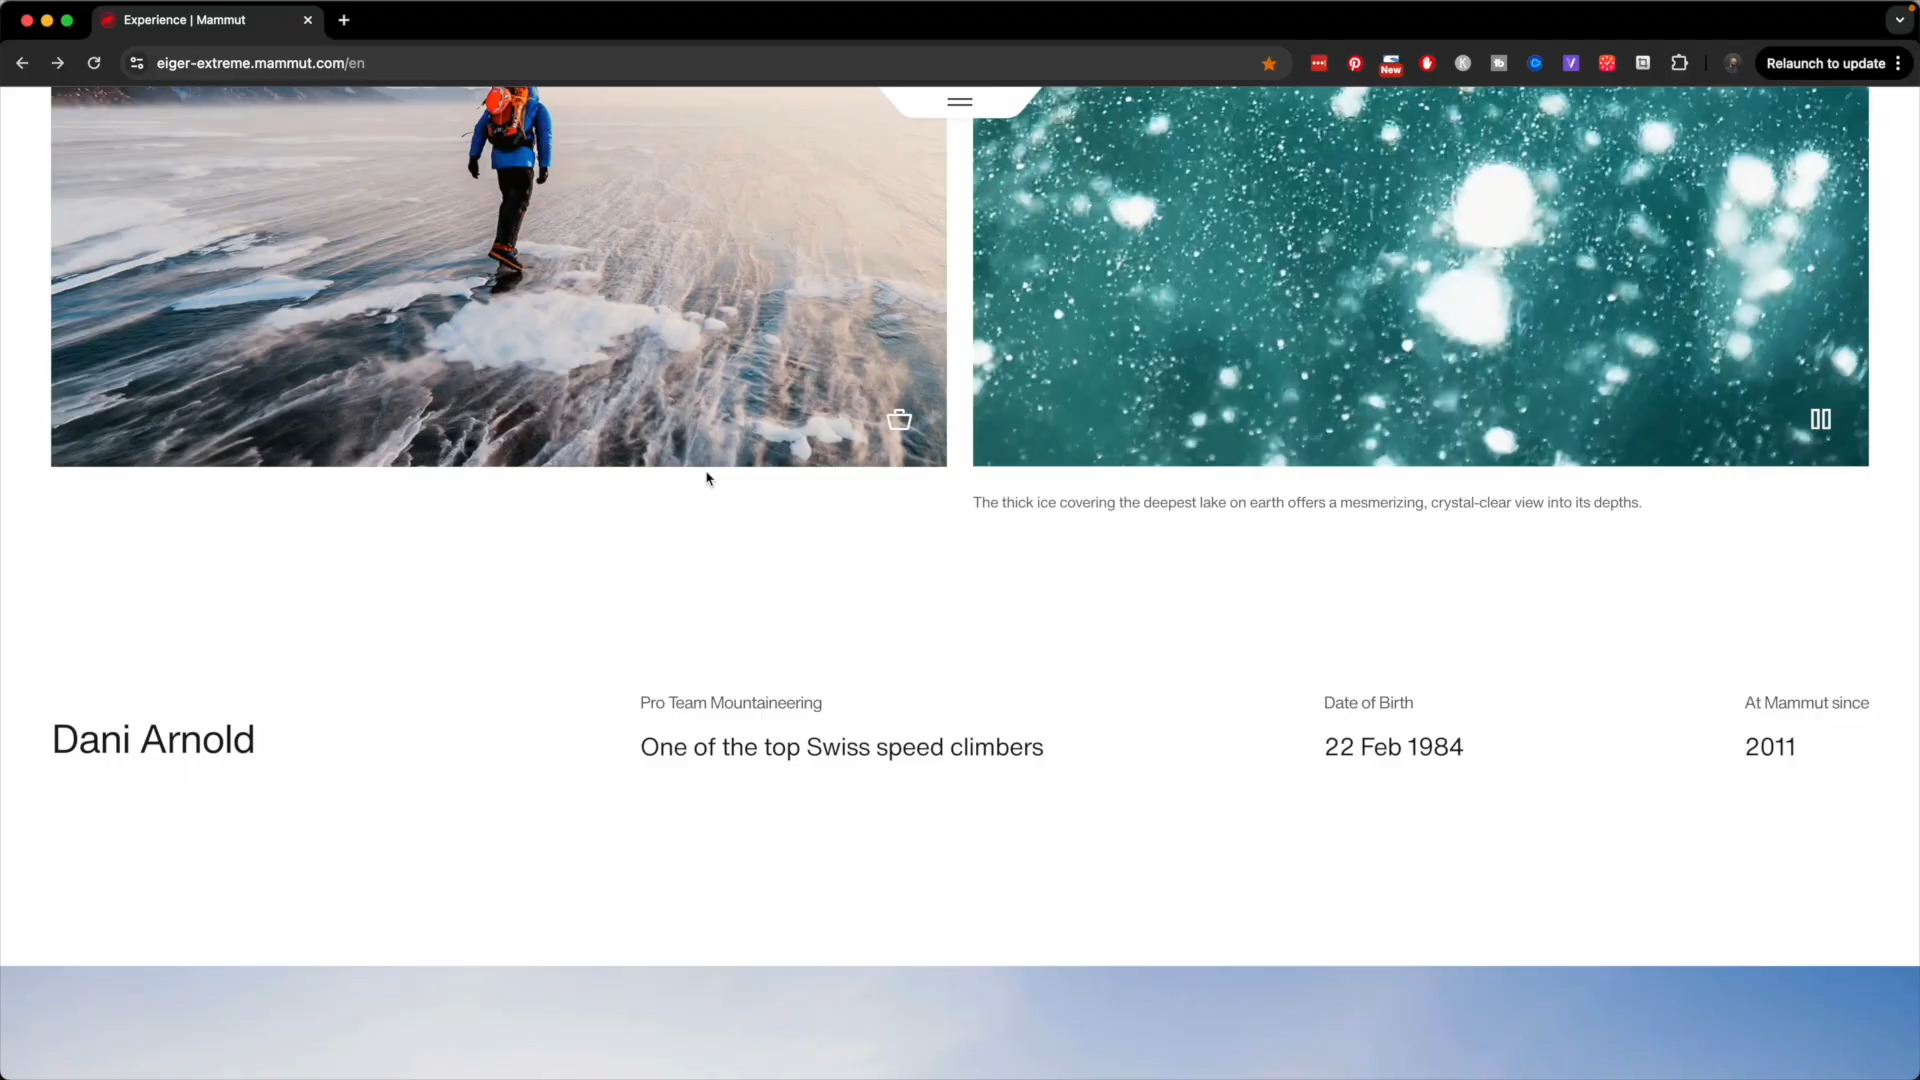 Experience | Mammut
eiger-extreme.mammut.com/en
New
Relaunch to update
The thick ice covering the deepest lake on earth offers a mesmerizing, crystal-clear view into its depths.
Dani Arnold
Pro Team Mountaineering
One of the top Swiss speed climbers
Date of Birth
22 Feb 1984
At Mammut since
2011